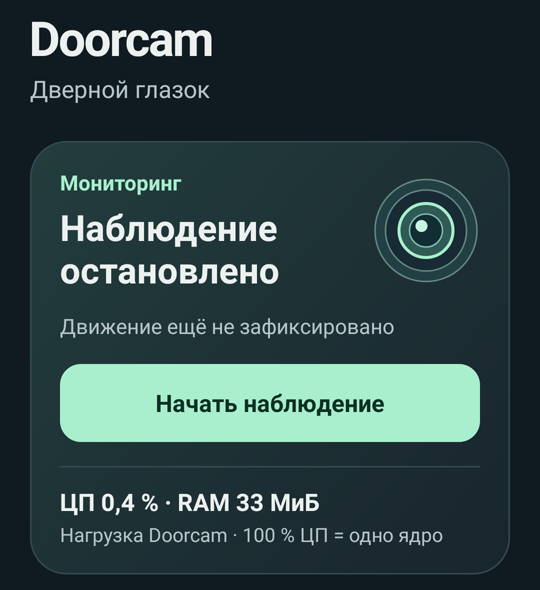 Doorcam
Дверной глазок
Мониторинг
Наблюдение
остановлено
Движение ещё не зафиксировано
Начать наблюдение
ЦП 0,4 % · RAM 33 МиБ
Нагрузка Doorcam · 100 % ЦП = одно ядро